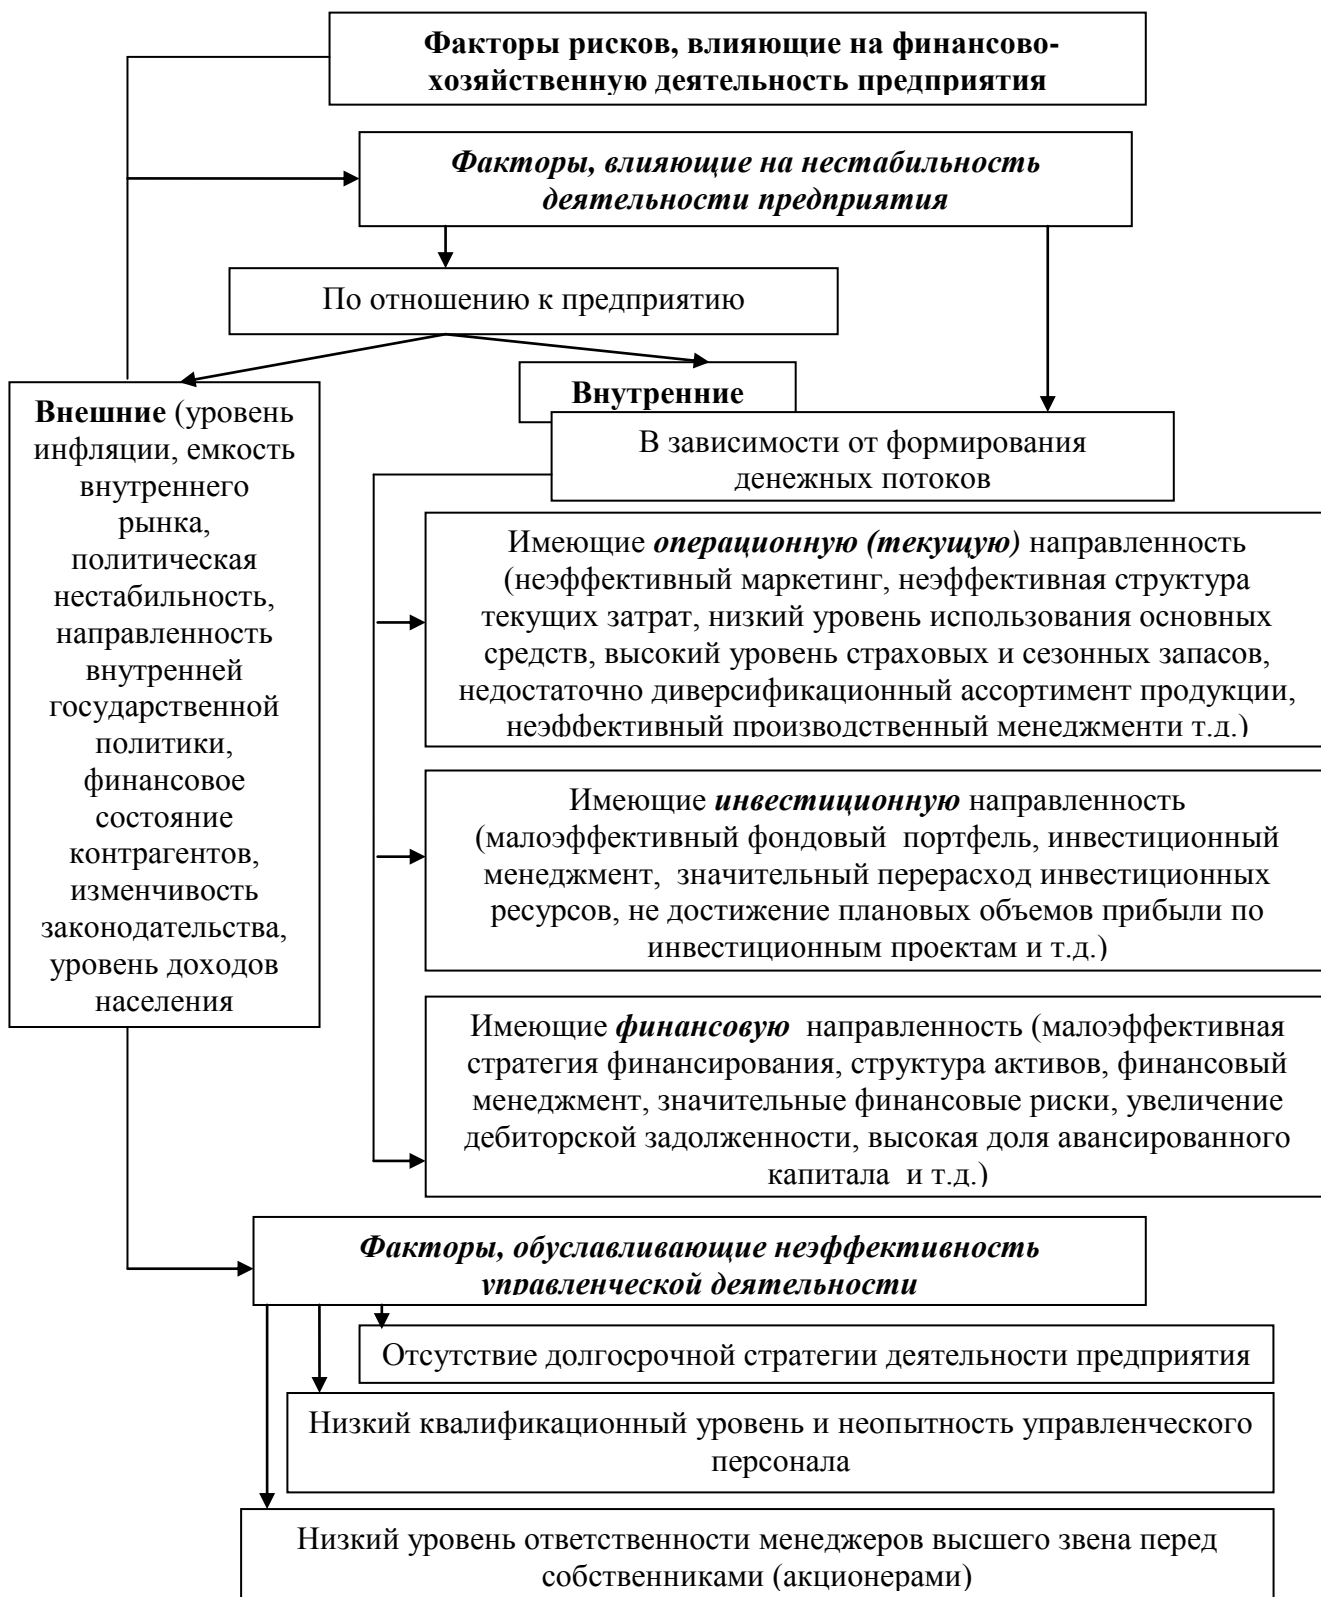 Факторы рисков, влияющие на финансово-
хозяйственную деятельность предприятия
Факторы, влияющие на нестабильность
деятельности предприятия
По отношению к предприятию
Внешние (уровень
инфляции, емкость
внутреннего
рынка,
политическая
нестабильность,
направленность
внутренней
государственной
политики,
финансовое
состояние
контрагентов,
изменчивость
законодательства,
уровень доходов
населения
Внутренние
В зависимости от формирования
денежных потоков
Имеющие операционную (текущую) направленность
(неэффективный маркетинг, неэффективная структура
текущих затрат, низкий уровень использования основных
средств, высокий уровень страховых и сезонных запасов,
недостаточно диверсификационный ассортимент продукции,
неэффективный производственный менеджменти т.д.)
Имеющие инвестиционную направленность
(малоэффективный фондовый портфель, инвестиционный
менеджмент, значительный перерасход инвестиционных
ресурсов, не достижение плановых объемов прибыли по
инвестиционным проектам и т.д.)
Имеющие финансовую направленность (малоэффективная
стратегия финансирования, структура активов, финансовый
менеджмент, значительные финансовые риски, увеличение
дебиторской задолженности, высокая доля авансированного
капитала и т.д.)
Факторы, обуславливающие неэффективность
управленческой деятельности
Отсутствие долгосрочной стратегии деятельности предприятия
Низкий квалификационный уровень и неопытность управленческого
персонала
Низкий уровень ответственности менеджеров высшего звена перед
собственниками (акционерами)